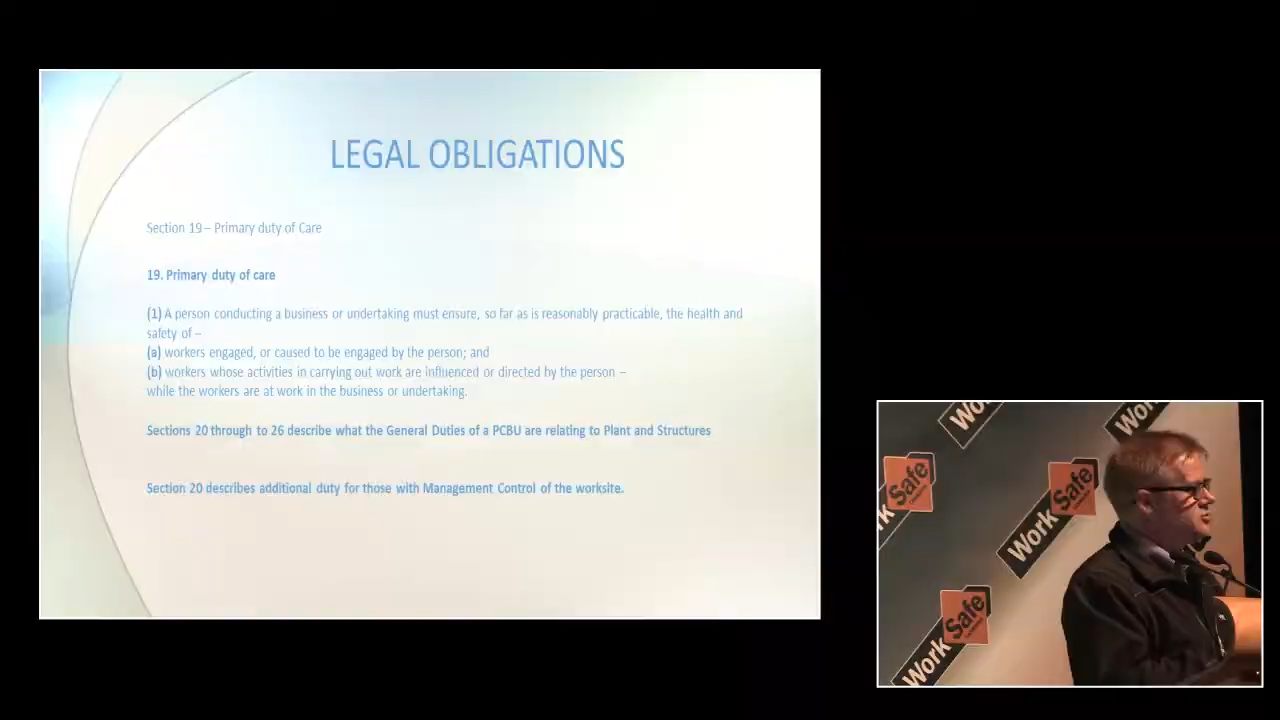 LEGAL OBLIGATIONS
Section 19 – Primary duty of Care
19. Primary duty of care
(1) A person conducting a business or undertaking must ensure, so far as is reasonably practicable, the health and
safety of –
(a) workers engaged, or caused to be engaged by the person; and
(b) workers whose activities in carrying out work are influenced or directed by the person –
while the workers are at work in the business or undertaking.
Sections 20 through to 26 describe what the General Duties of a PCBU are relating to Plant and Structures
Section 20 describes additional duty for those with Management Control of the worksite.
Wo
Work
Safe
Work Safe
Work Safe